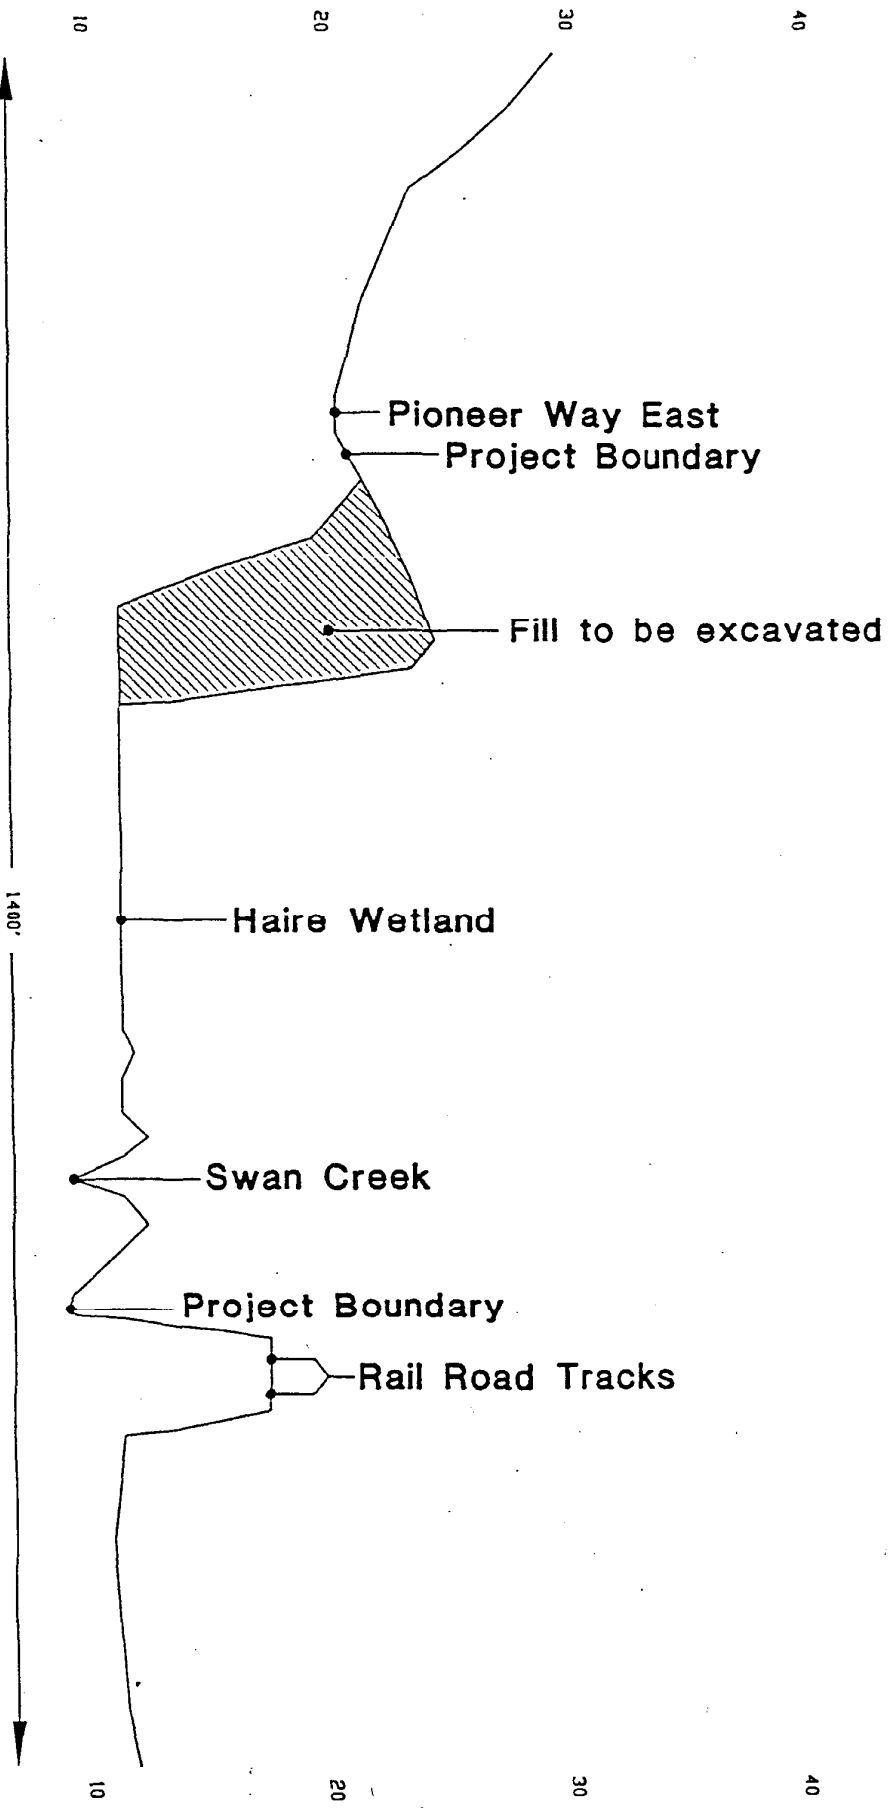 10 20 30 40
Pioneer Way East
Project Boundary
Fill to be excavated
1400'
Haire Wetland
Swan Creek
Project Boundary
Rail Road Tracks
10 20 30 40